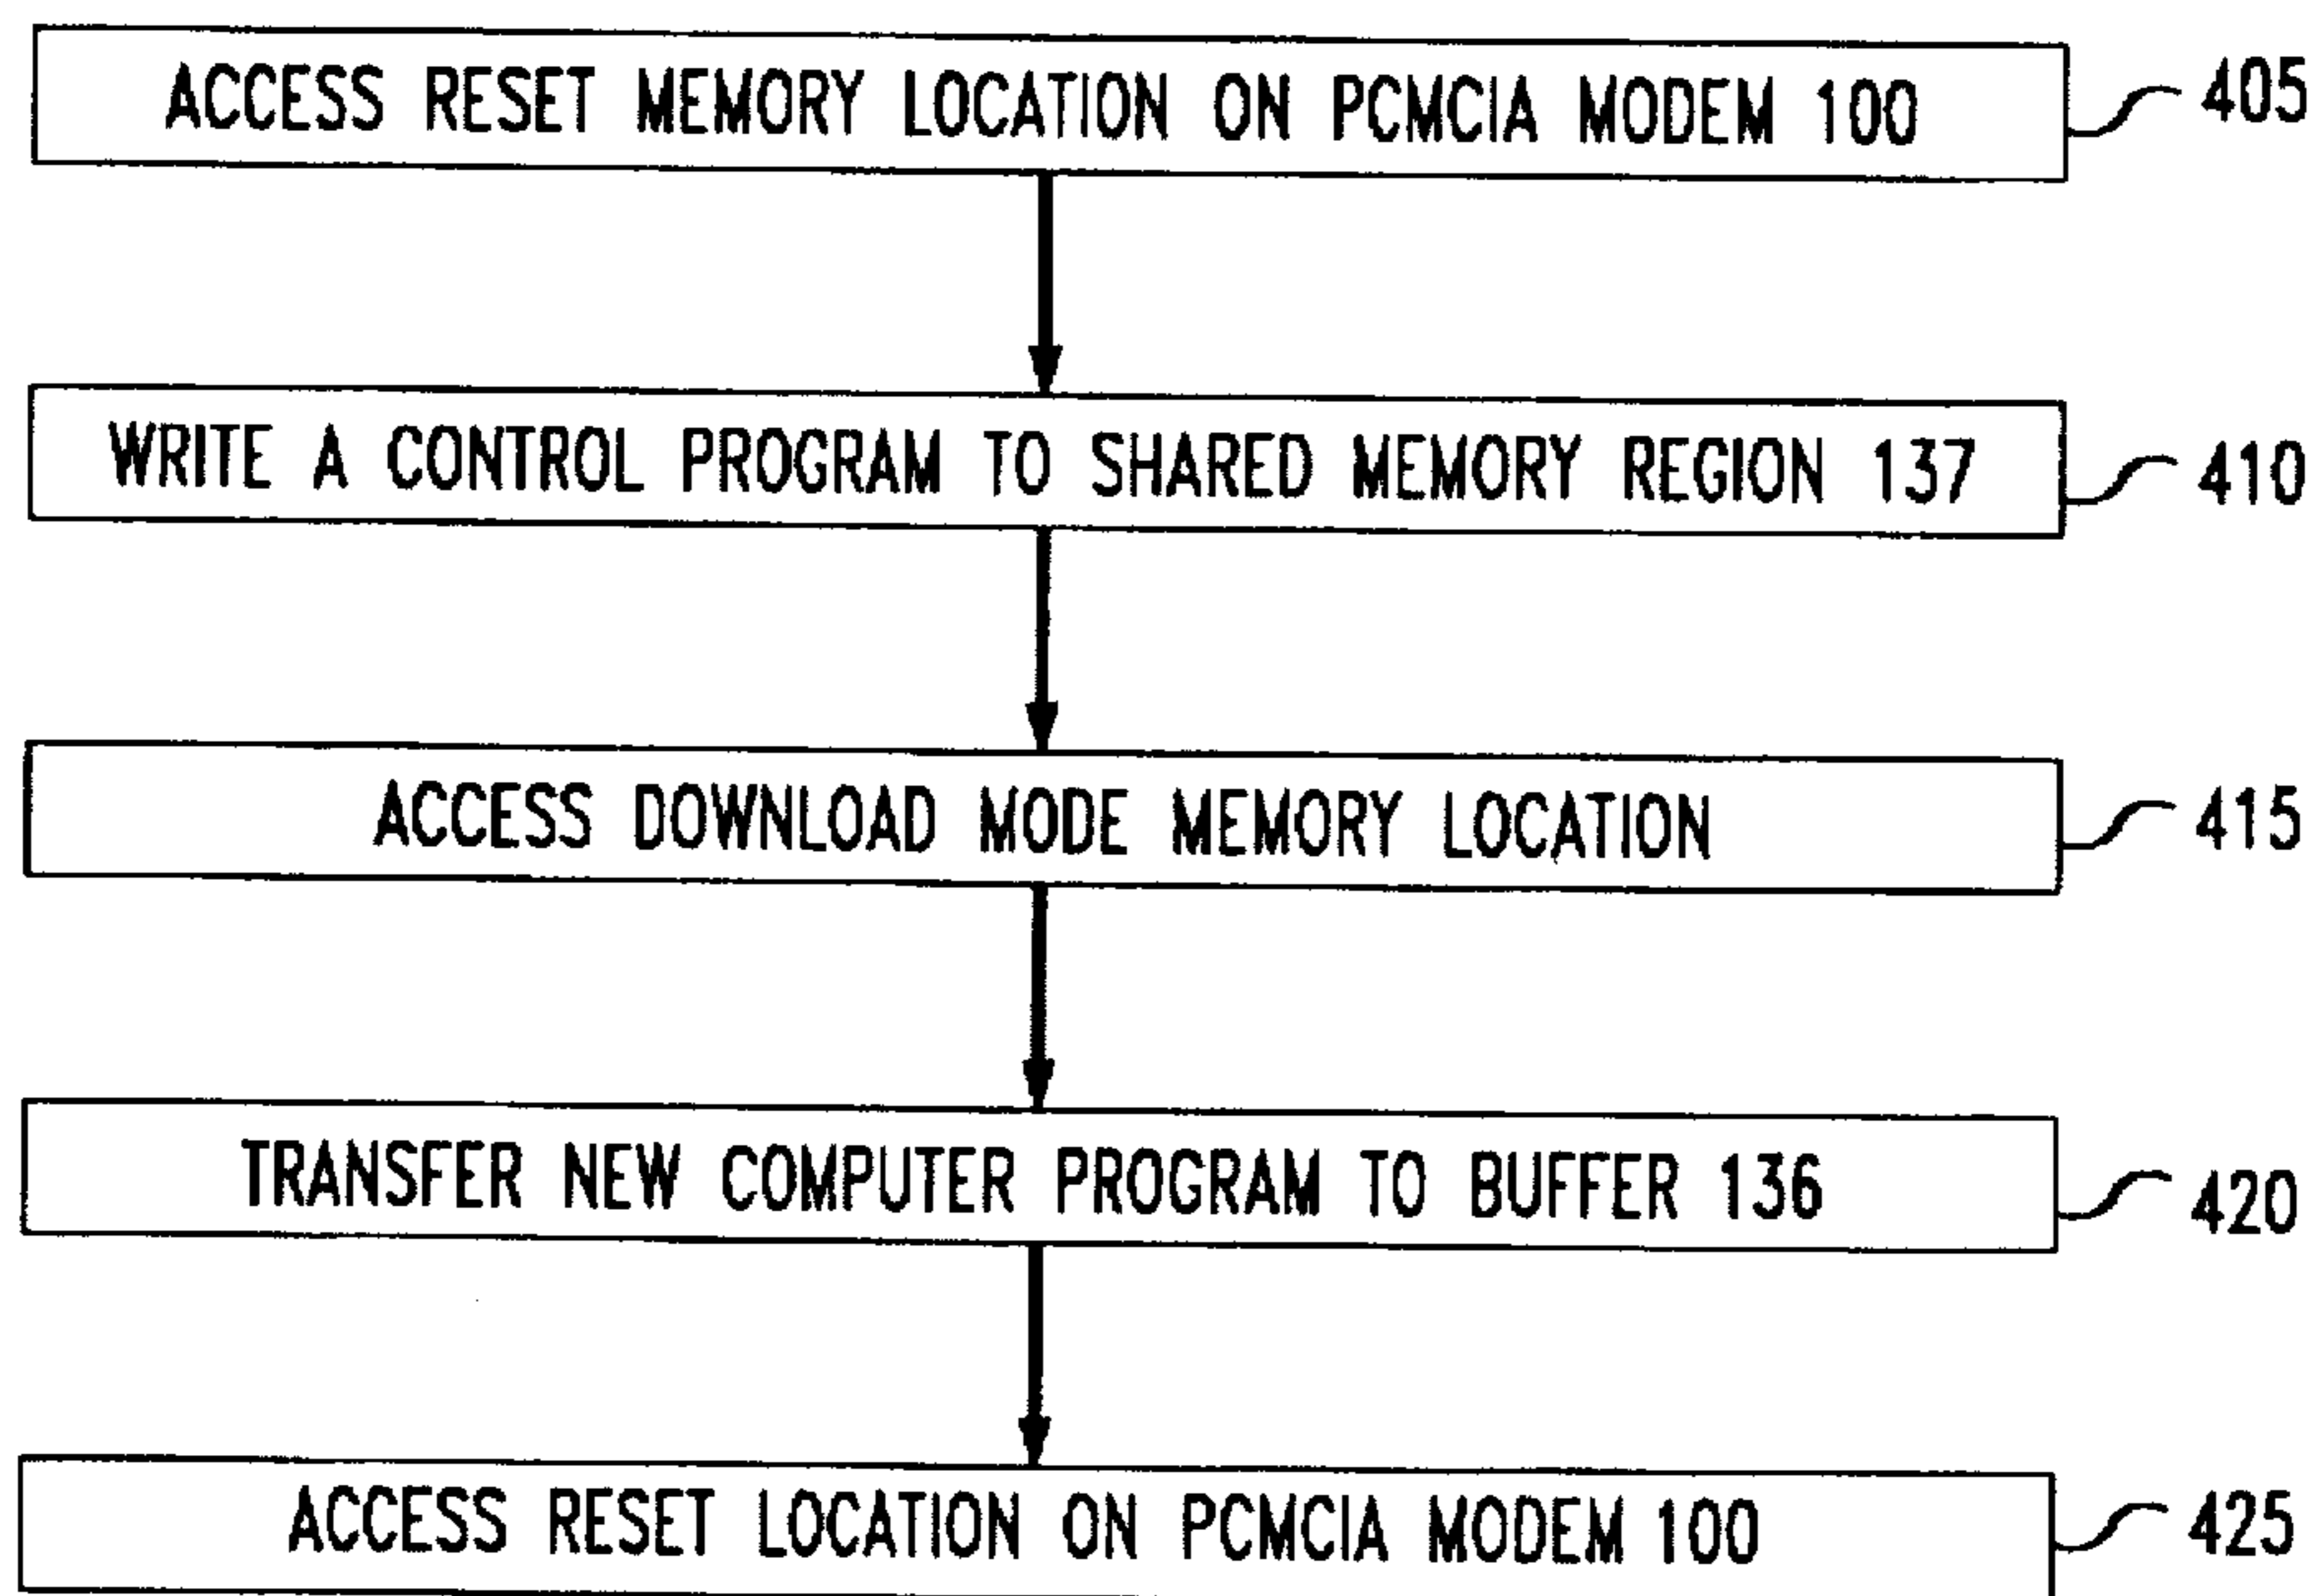 ACCESS RESET MEMORY LOCATION ON PCMCIA MODEM 100 405
WRITE A CONTROL PROGRAM TO SHARED MEMORY REGION 137 410
ACCESS DOWNLOAD MODE MEMORY LOCATION 415
TRANSFER NEW COMPUTER PROGRAM TO BUFFER 136 420
ACCESS RESET LOCATION ON PCMCIA MODEM 100 425